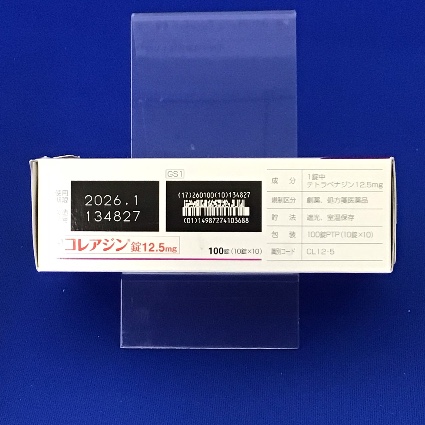 GS1
使用
期限
2026.1
134827
(17)260100(10)134827
(01)14987274103688
コレアジン®錠12.5mg
100錠(10錠×10)
成分 1錠中
テトラベナジン12.5mg
規制区分 劇薬、処方箋医薬品
貯法 遮光、室温保存
包装 100錠PTP(10錠×10)
識別コード CL12・5